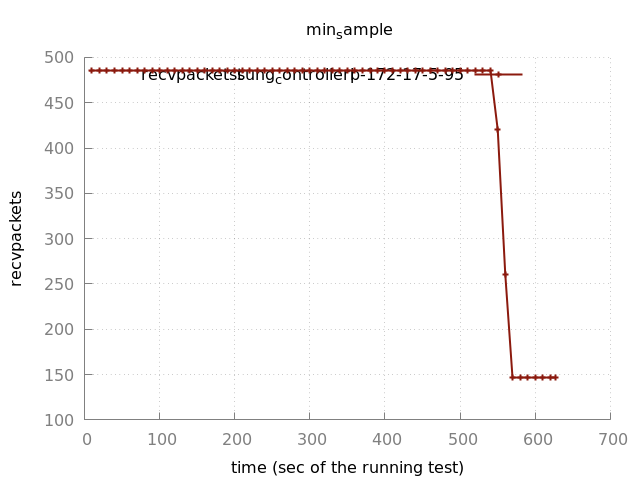 min_sample
500
450
400
350
300
250
200
150
100
recvpackets
recvpacketstsung_controllerip-172-17-5-95
0 100 200 300 400 500 600 700
time (sec of the running test)